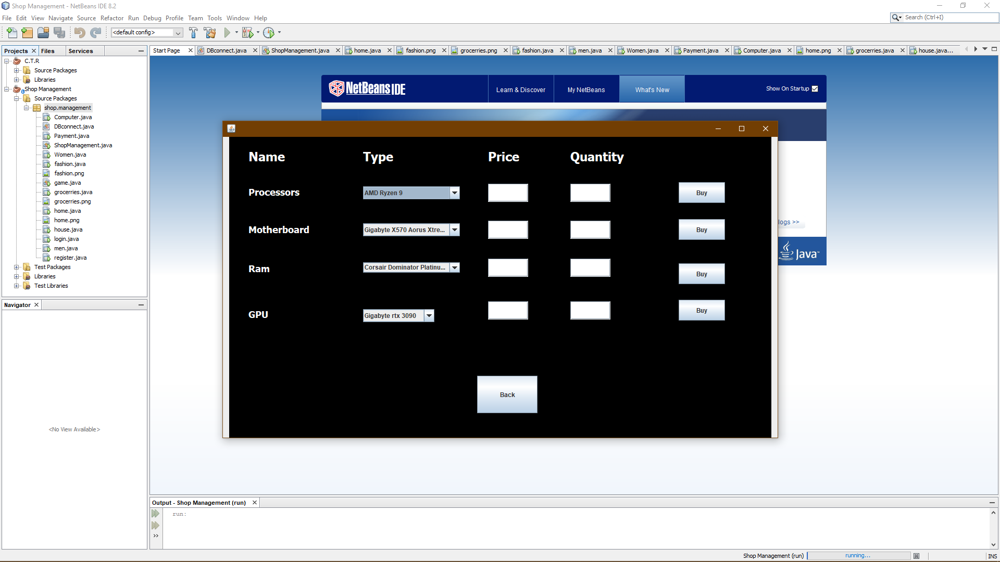 Shop Management - NetBeans IDE 8.2
File Edit View Navigate Source Refactor Run Debug Profile Team Tools Window Help
Search (Ctrl+I)
<default config>
Projects Files Services
Start Page DBconnect.java ShopManagement.java home.java fashion.png grocerries.png fashion.java men.java Women.java Payment.java Computer.java home.png grocerries.java house.java...
C.T.R
Source Packages
Libraries
Shop Management
Source Packages
shop.management
Computer.java
DBconnect.java
Payment.java
ShopManagement.java
Women.java
fashion.java
fashion.png
game.java
grocerries.java
grocerries.png
home.java
home.png
house.java
login.java
men.java
register.java
Test Packages
Libraries
Test Libraries
Navigator
<No View Available>
NetBeans IDE
Learn & Discover My NetBeans What's New
Show On Startup
Name Type Price Quantity
Processors AMD Ryzen 9 Buy
Motherboard Gigabyte X570 Aorus Xtre... Buy
Ram Corsair Dominator Platinu... Buy
GPU Gigabyte rtx 3090 Buy
Back
logs >>
Java™
Output - Shop Management (run)
run:
>>
Shop Management (run) running... INS